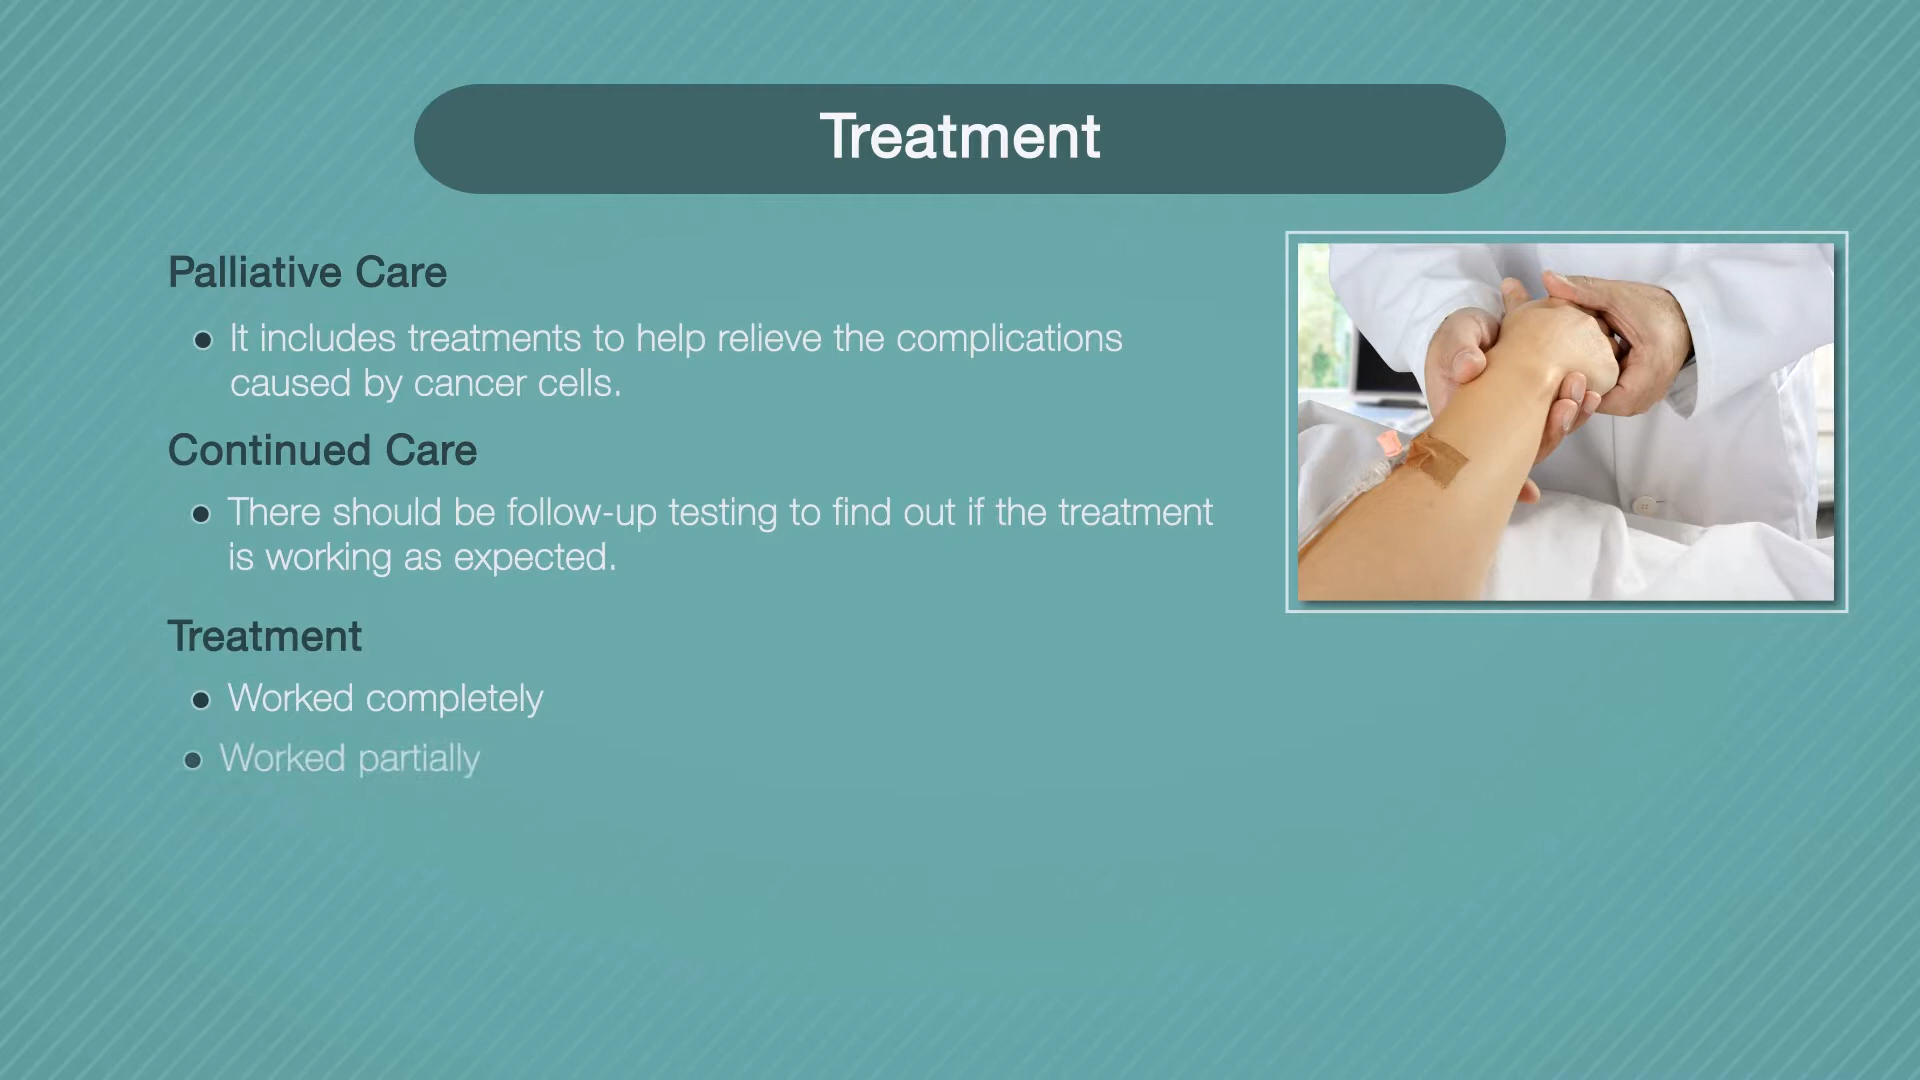 Treatment
Palliative Care
It includes treatments to help relieve the complications
caused by cancer cells.
Continued Care
There should be follow-up testing to find out if the treatment
is working as expected.
Treatment
Worked completely
Worked partially